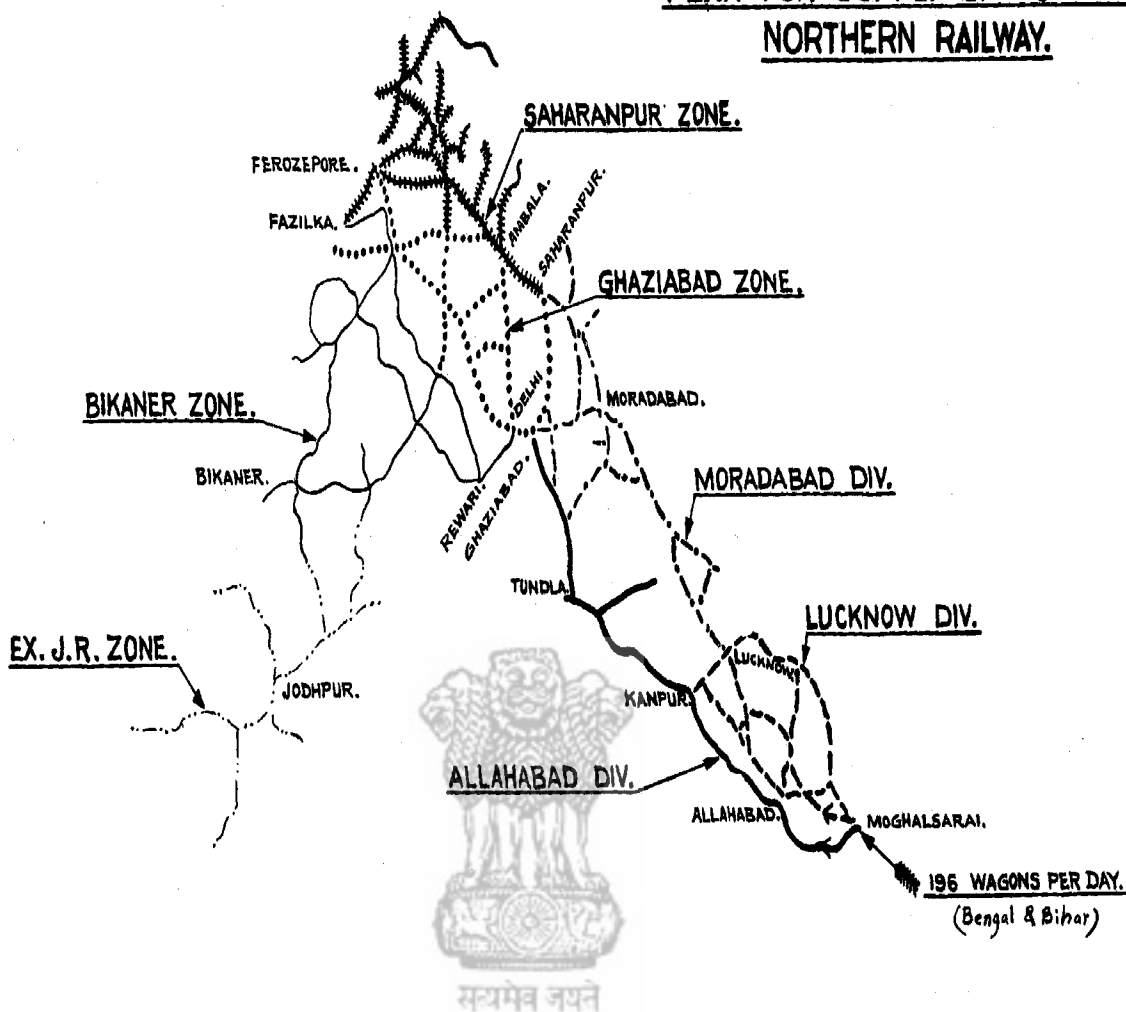 NORTHERN RAILWAY.
SAHARANPUR ZONE.
FEROZEPORE.
AMBALA.
SAHARANPUR.
FAZILKA.
GHAZIABAD ZONE.
DELHI
MORADABAD.
BIKANER ZONE.
BIKANER.
REWARI.
GHAZIABAD.
MORADABAD DIV.
TUNDLA.
LUCKNOW DIV.
EX. J.R. ZONE.
LUCKNOW.
JODHPUR.
KANPUR.
ALLAHABAD DIV.
ALLAHABAD.
MOGHALSARAI.
196 WAGONS PER DAY.
(Bengal & Bihar)
सत्यमेव जयते